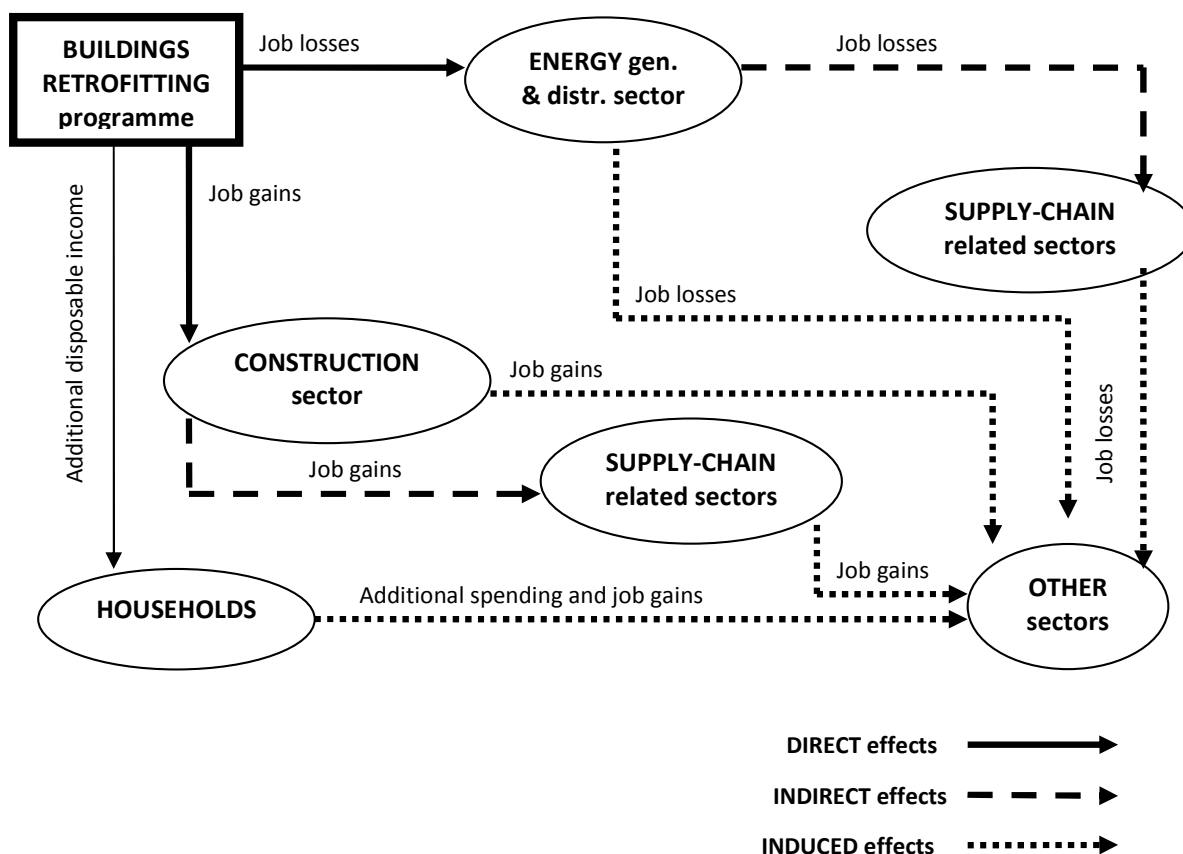 BUILDINGS
RETROFITTING
programme
Job losses
ENERGY gen.
& distr. sector
Job losses
Job gains
Additional disposable income
SUPPLY-CHAIN
related sectors
Job losses
CONSTRUCTION
sector
Job gains
Job losses
Job gains
SUPPLY-CHAIN
related sectors
Job gains
HOUSEHOLDS
Additional spending and job gains
OTHER
sectors
DIRECT effects
INDIRECT effects
INDUCED effects